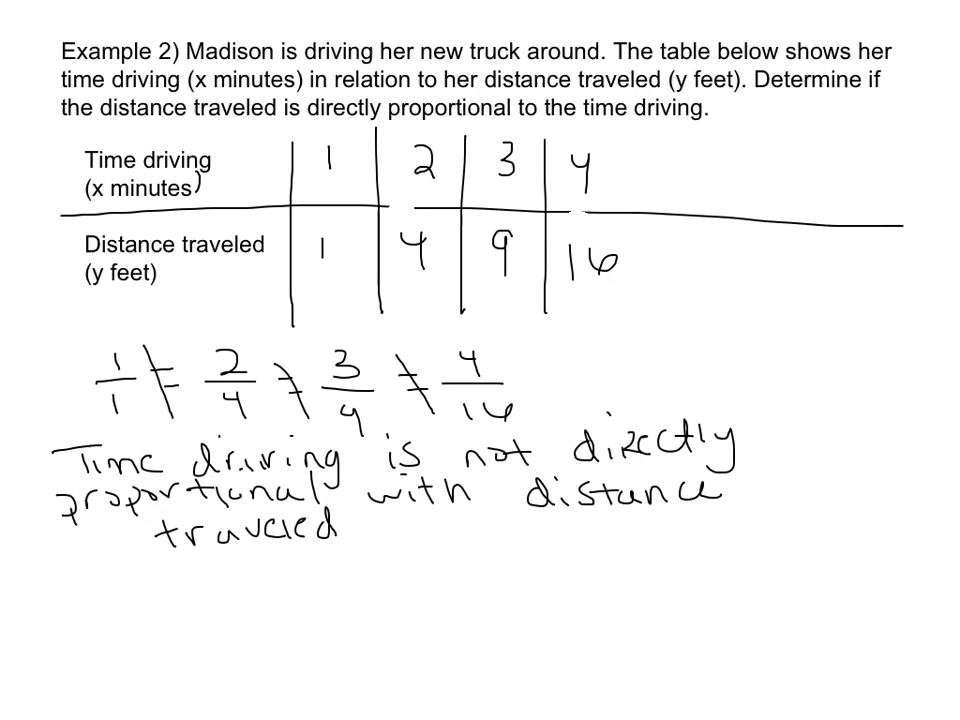 Example 2) Madison is driving her new truck around. The table below shows her
time driving (x minutes) in relation to her distance traveled (y feet). Determine if
the distance traveled is directly proportional to the time driving.
Time driving 1 2 3 4
(x minutes)
Distance traveled 1 4 9 16
(y feet)
1/1 ≠ 2/4 ≠ 3/9 ≠ 4/16
Time driving is not directly
proportional with distance
traveled